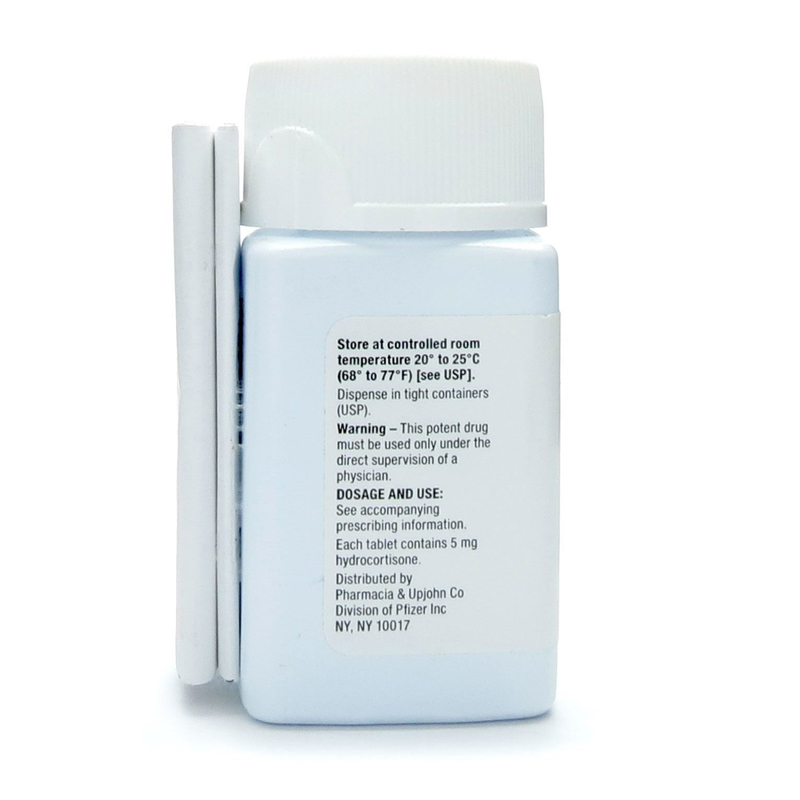 Store at controlled room
temperature 20° to 25°C
(68° to 77°F) [see USP].
Dispense in tight containers
(USP).
Warning – This potent drug
must be used only under the
direct supervision of a
physician.
DOSAGE AND USE:
See accompanying
prescribing information.
Each tablet contains 5 mg
hydrocortisone.
Distributed by
Pharmacia & Upjohn Co
Division of Pfizer Inc
NY, NY 10017